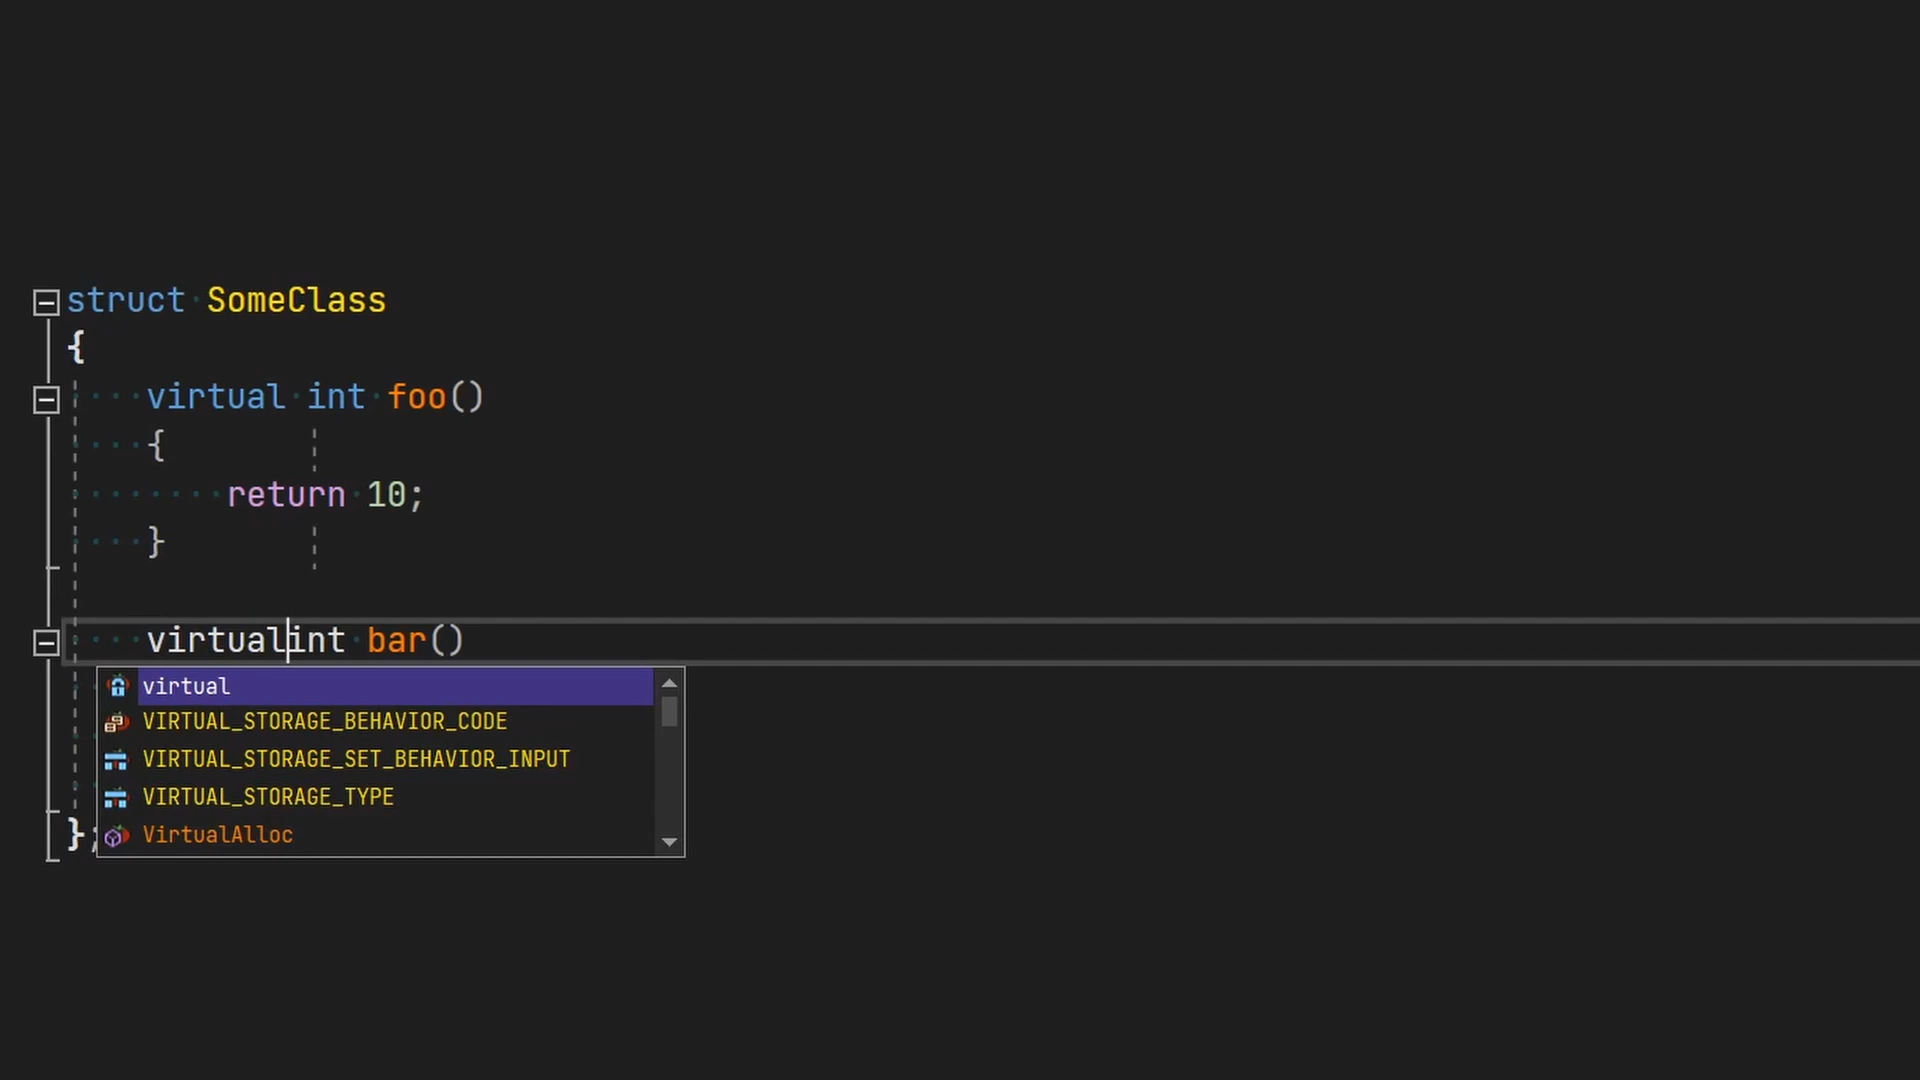 struct SomeClass
{
    virtual int foo()
    {
        return 10;
    }
    virtualint bar()
virtual
VIRTUAL_STORAGE_BEHAVIOR_CODE
VIRTUAL_STORAGE_SET_BEHAVIOR_INPUT
VIRTUAL_STORAGE_TYPE
VirtualAlloc
};